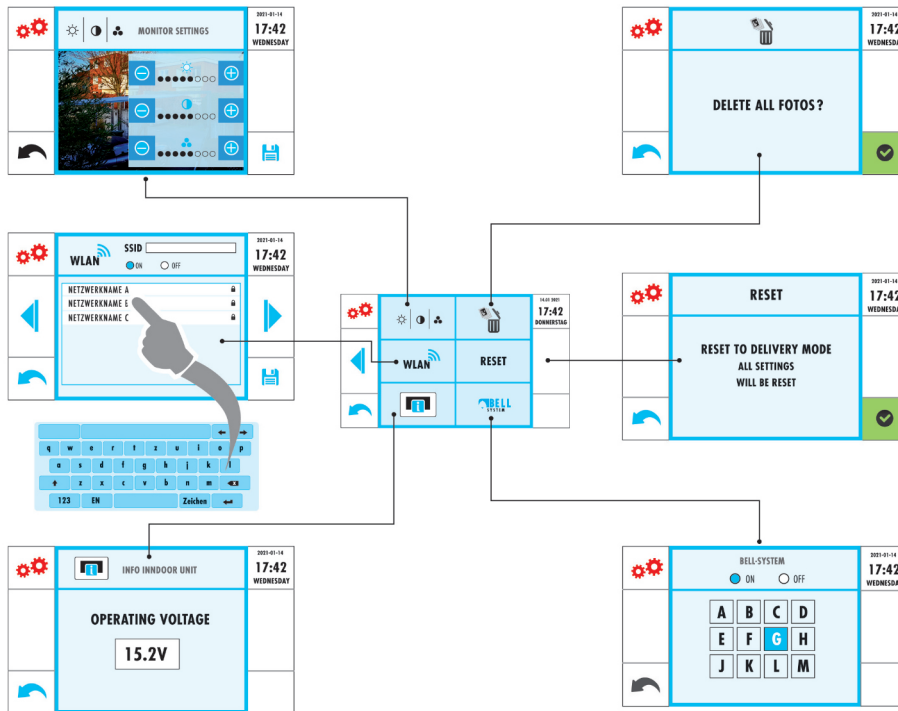 MONITOR SETTINGS
2021-01-14
17:42
WEDNESDAY
2021-01-14
17:42
WEDNESDAY
DELETE ALL FOTOS?
WLAN
SSID
ON OFF
2021-01-14
17:42
WEDNESDAY
NETZWERKNAME A
NETZWERKNAME E
NETZWERKNAME C
14.01 2021
17:42
DONNERSTAG
WLAN
RESET
BELL
SYSTEM
RESET
2021-01-14
17:42
WEDNESDAY
RESET TO DELIVERY MODE
ALL SETTINGS
WILL BE RESET
q w e r t z u i o p
a s d f g h j k l
z x c v b n m
123 EN Zeichen
INFO INNDOOR UNIT
2021-01-14
17:42
WEDNESDAY
OPERATING VOLTAGE
15.2V
BELL-SYSTEM
ON OFF
2021-01-14
17:42
WEDNESDAY
A B C D
E F G H
J K L M